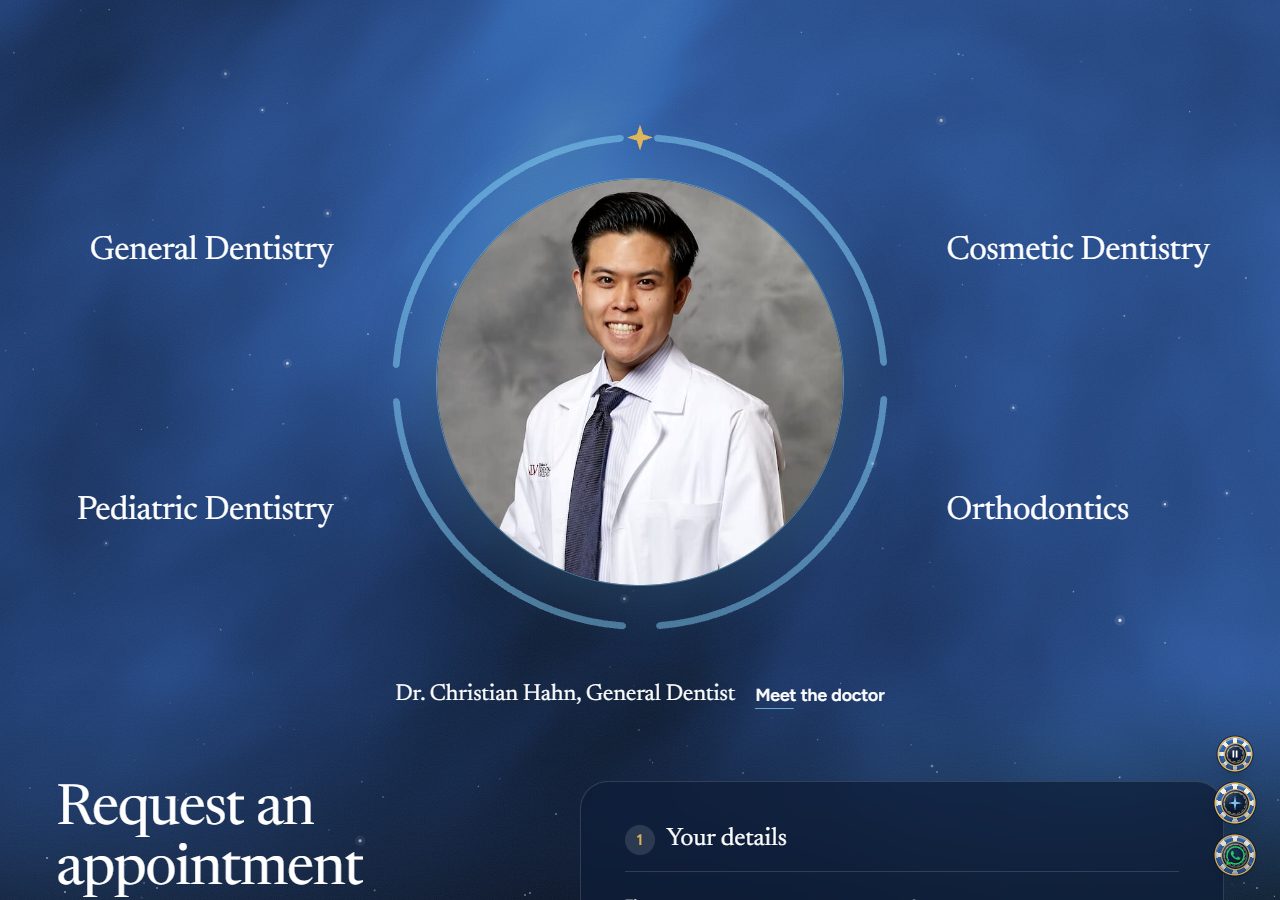 General Dentistry
Cosmetic Dentistry
Pediatric Dentistry
Orthodontics
Dr. Christian Hahn, General Dentist Meet the doctor
Request an
appointment
1 Your details